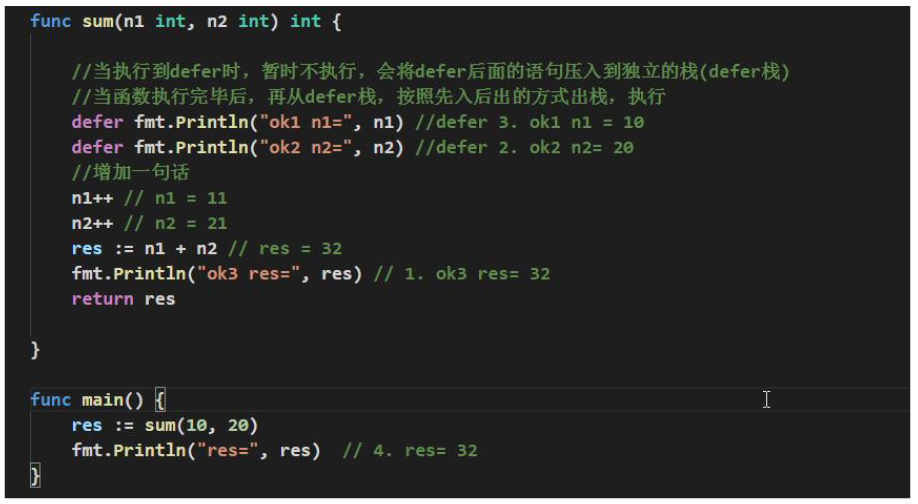 func sum(n1 int, n2 int) int {
//当执行到defer时，暂时不执行，会将defer后面的语句压入到独立的栈(defer栈)
//当函数执行完毕后，再从defer栈，按照先入后出的方式出栈，执行
defer fmt.Println("ok1 n1=", n1) //defer 3. ok1 n1 = 10
defer fmt.Println("ok2 n2=", n2) //defer 2. ok2 n2= 20
//增加一句话
n1++ // n1 = 11
n2++ // n2 = 21
res := n1 + n2 // res = 32
fmt.Println("ok3 res=", res) // 1. ok3 res= 32
return res
}
func main() {
res := sum(10, 20)
fmt.Println("res=", res) // 4. res= 32
}